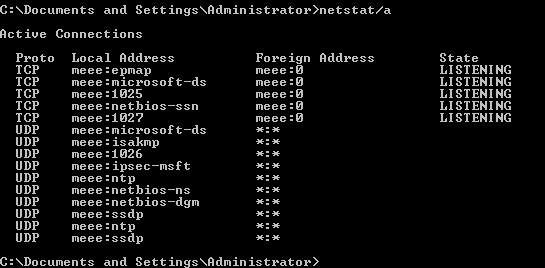 C:\Documents and Settings\Administrator>netstat/a
Active Connections
Proto  Local Address          Foreign Address        State
TCP    meee:epmap             meee:0                 LISTENING
TCP    meee:microsoft-ds      meee:0                 LISTENING
TCP    meee:1025              meee:0                 LISTENING
TCP    meee:netbios-ssn       meee:0                 LISTENING
TCP    meee:1027              meee:0                 LISTENING
UDP    meee:microsoft-ds      *:*
UDP    meee:isakmp            *:*
UDP    meee:1026              *:*
UDP    meee:ipsec-msft        *:*
UDP    meee:ntp               *:*
UDP    meee:netbios-ns        *:*
UDP    meee:netbios-dgm       *:*
UDP    meee:ssdp              *:*
UDP    meee:ntp               *:*
UDP    meee:ssdp              *:*
C:\Documents and Settings\Administrator>